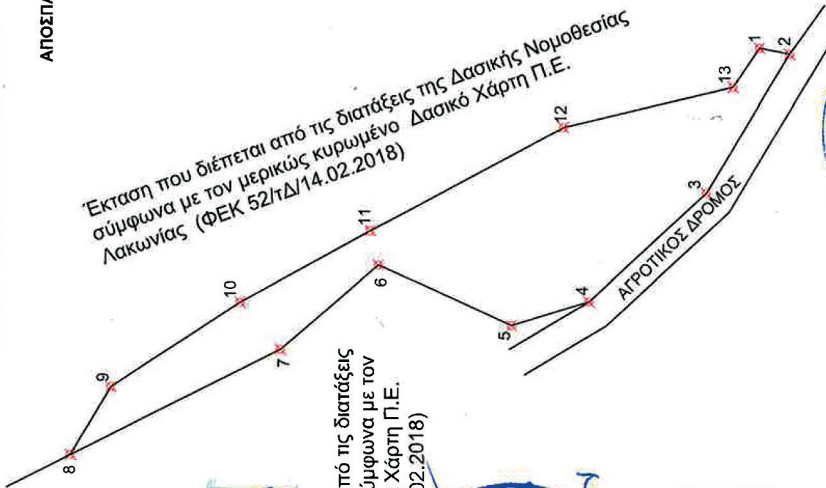 ΑΠΟΣΠ
Έκταση που διέπεται από τις διατάξεις της Δασικής Νομοθεσίας
σύμφωνα με τον μερικώς κυρωμένο Δασικό Χάρτη Π.Ε.
Λακωνίας (ΦΕΚ 52/τΔ/14.02.2018)
1
2
13
12
3
ΑΓΡΟΤΙΚΟΣ ΔΡΟΜΟΣ
11
10
6
4
5
9
7
8
πό τις διατάξεις
ύμφωνα με τον
Χάρτη Π.Ε.
02.2018)